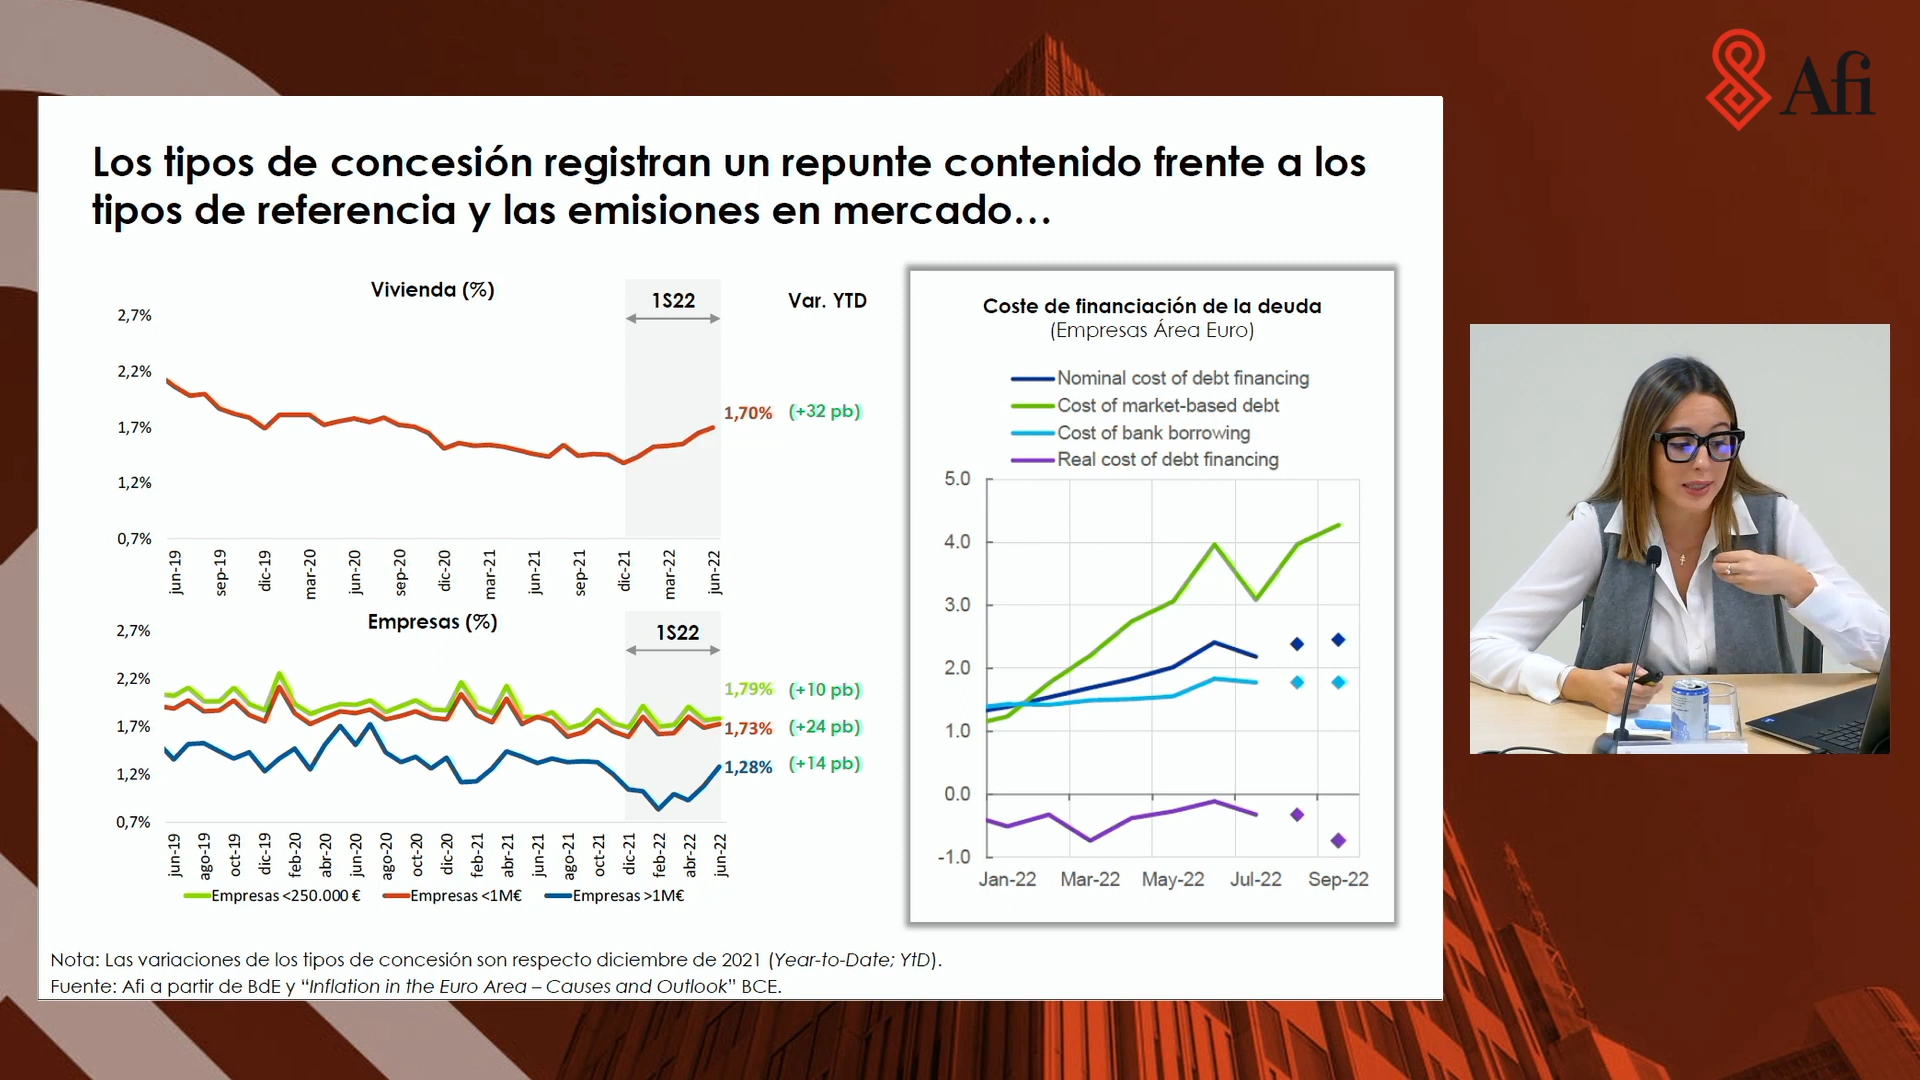 Afi
Los tipos de concesión registran un repunte contenido frente a los
tipos de referencia y las emisiones en mercado…
Vivienda (%)
1S22
Var. YTD
2,7%
2,2%
1,7%
1,2%
0,7%
1,70% (+32 pb)
jun-19 sep-19 dic-19 mar-20 jun-20 sep-20 dic-20 mar-21 jun-21 sep-21 dic-21 mar-22 jun-22
Empresas (%)
1S22
2,7%
2,2%
1,7%
1,2%
0,7%
1,79% (+10 pb)
1,73% (+24 pb)
1,28% (+14 pb)
jun-19 ago-19 oct-19 dic-19 feb-20 abr-20 jun-20 ago-20 oct-20 dic-20 feb-21 abr-21 jun-21 ago-21 oct-21 dic-21 feb-22 abr-22 jun-22
Empresas <250.000 € Empresas <1M€ Empresas >1M€
Coste de financiación de la deuda
(Empresas Área Euro)
Nominal cost of debt financing
Cost of market-based debt
Cost of bank borrowing
Real cost of debt financing
5.0
4.0
3.0
2.0
1.0
0.0
-1.0
Jan-22 Mar-22 May-22 Jul-22 Sep-22
Nota: Las variaciones de los tipos de concesión son respecto diciembre de 2021 (Year-to-Date; YtD).
Fuente: Afi a partir de BdE y “Inflation in the Euro Area – Causes and Outlook” BCE.